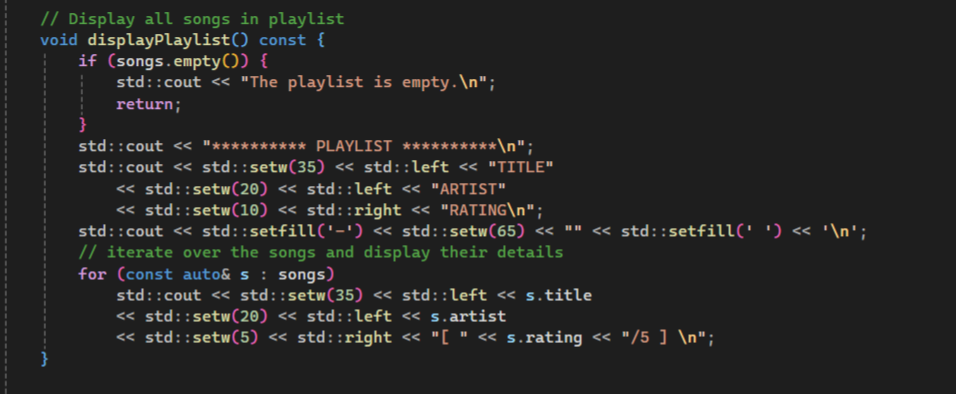 // Display all songs in playlist
void displayPlaylist() const {
if (songs.empty()) {
std::cout << "The playlist is empty.\n";
return;
}
std::cout << "********** PLAYLIST **********\n";
std::cout << std::setw(35) << std::left << "TITLE"
<< std::setw(20) << std::left << "ARTIST"
<< std::setw(10) << std::right << "RATING\n";
std::cout << std::setfill('-') << std::setw(65) << "" << std::setfill(' ') << '\n';
// iterate over the songs and display their details
for (const auto& s : songs)
std::cout << std::setw(35) << std::left << s.title
<< std::setw(20) << std::left << s.artist
<< std::setw(5) << std::right << "[ " << s.rating << "/5 ] \n";
}